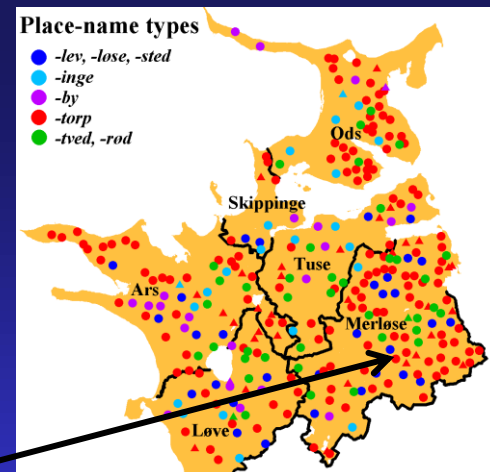 Place-name types
-lev, -løse, -sted
-inge
-by
-torp
-tved, -rød
Ods
Skippinge
Tuse
Ars
Merløse
Løve